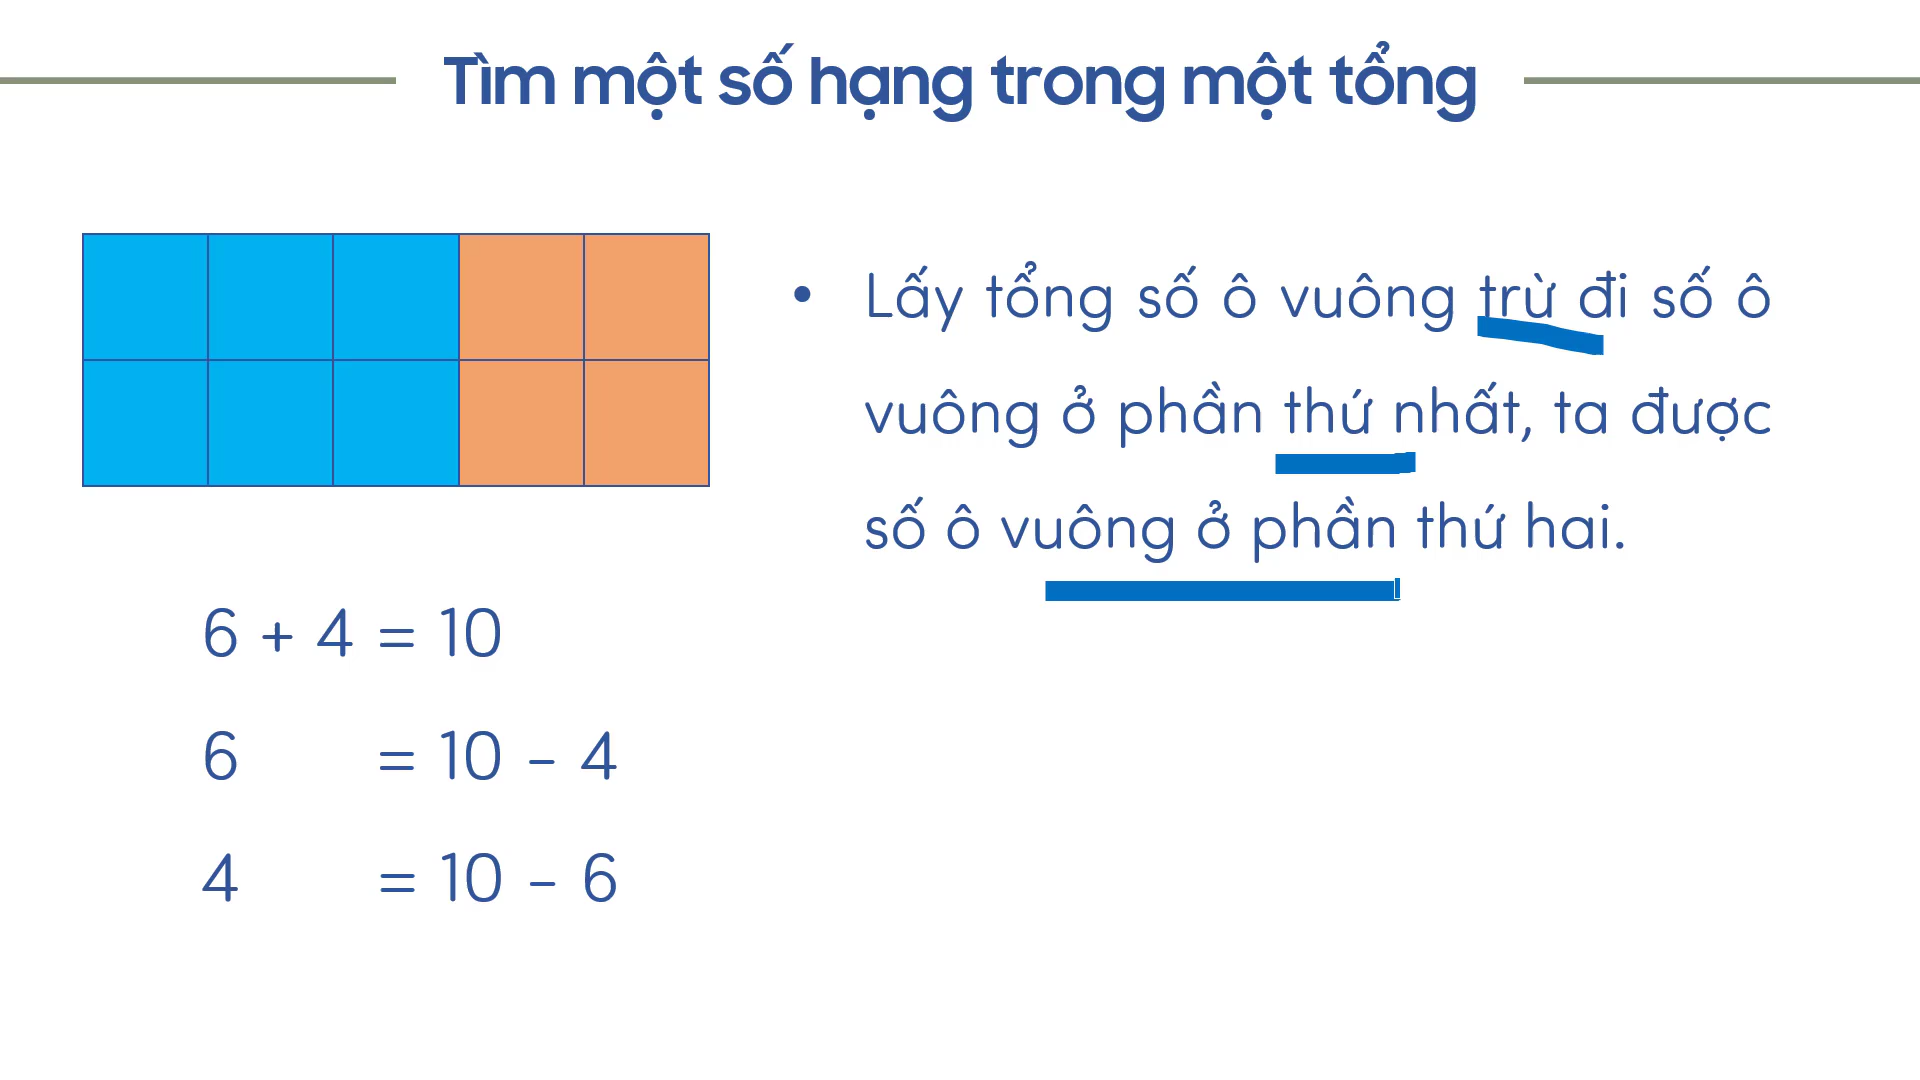 Tìm một số hạng trong một tổng
• Lấy tổng số ô vuông trừ đi số ô
vuông ở phần thứ nhất, ta được
số ô vuông ở phần thứ hai.
6 + 4 = 10
6 = 10 - 4
4 = 10 - 6